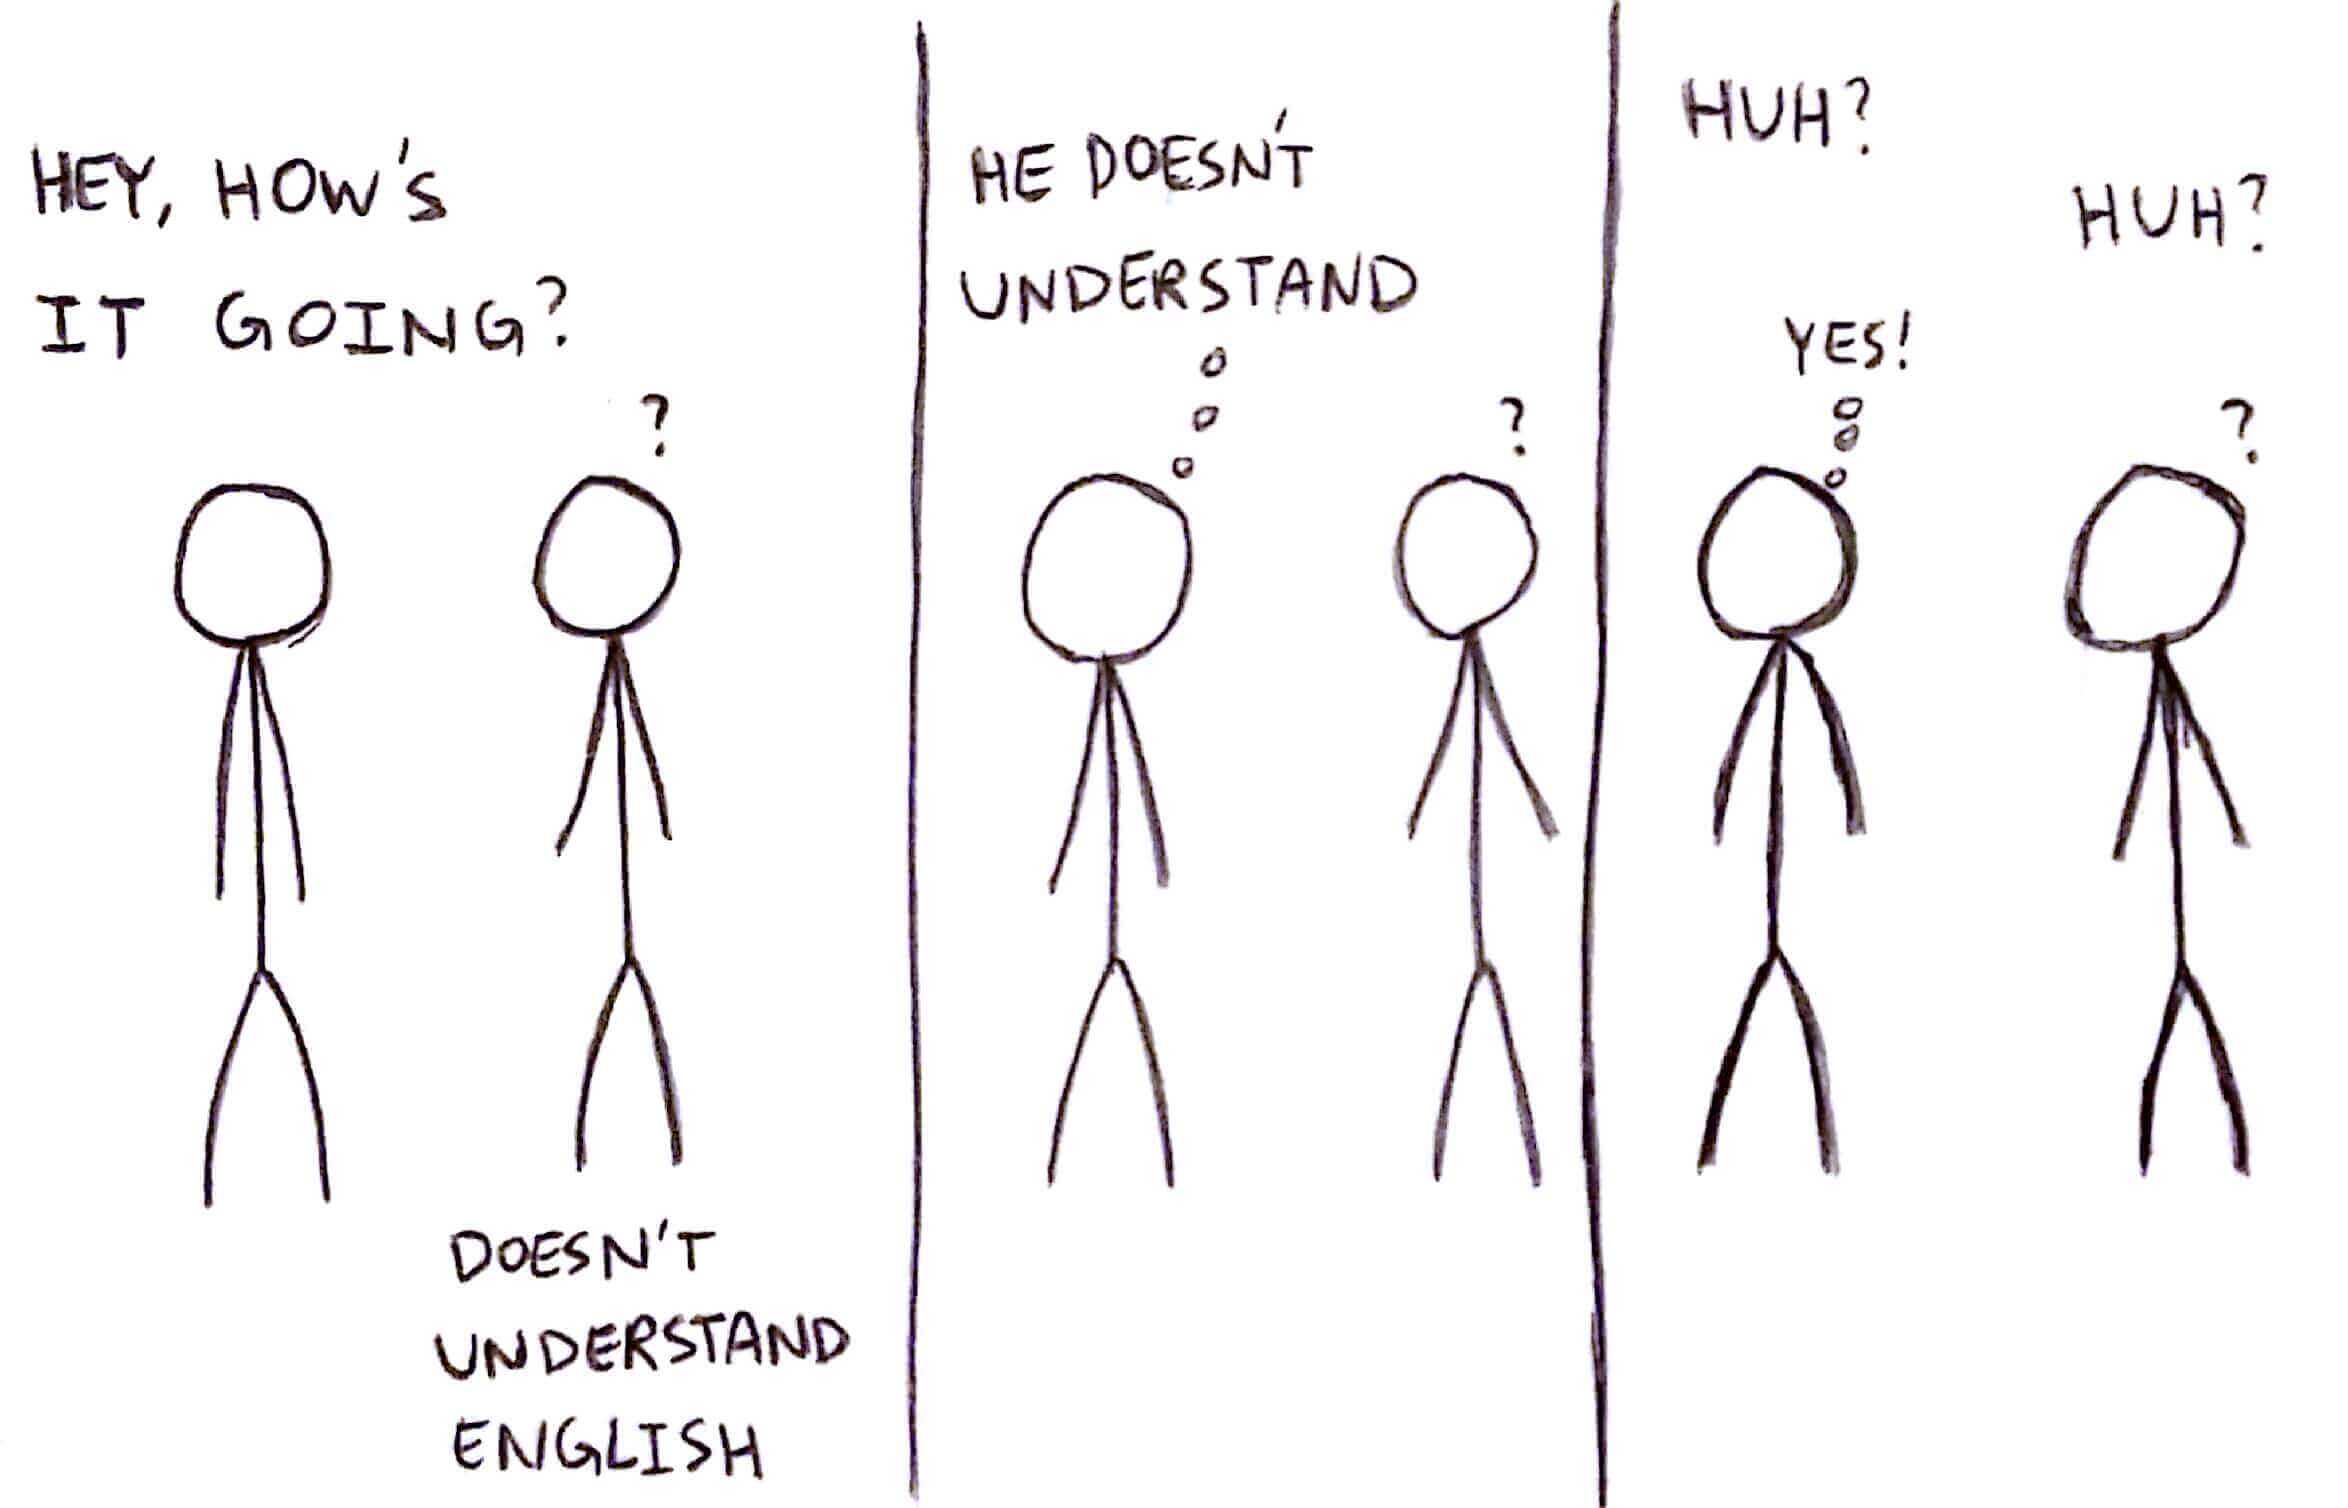 HEY, HOW'S
IT GOING?
?
DOESN'T
UNDERSTAND
ENGLISH
HE DOESN'T
UNDERSTAND
?
HUH?
HUH?
YES!
?